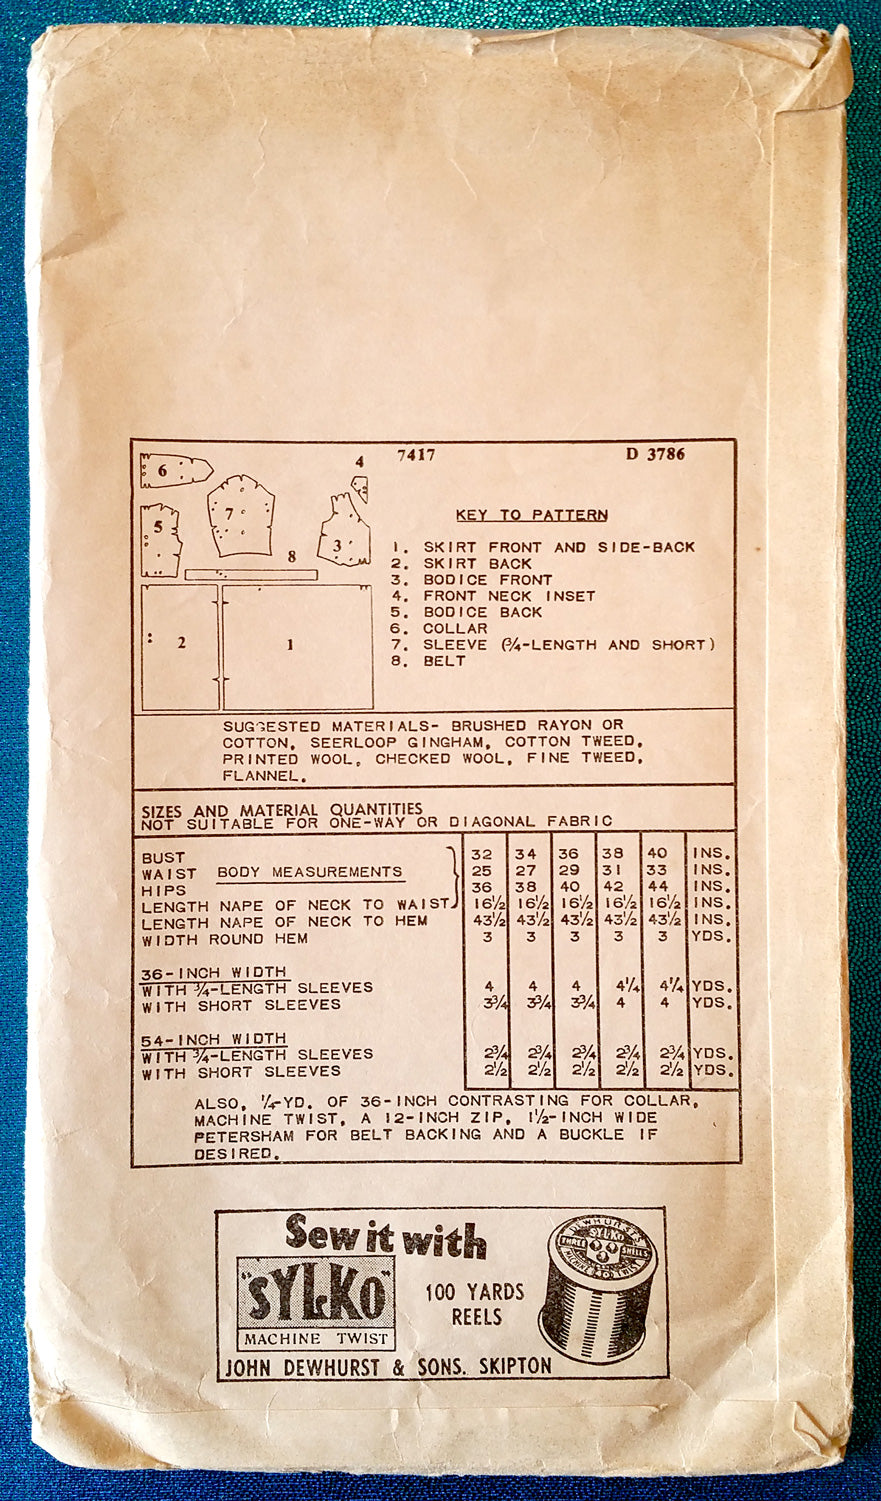 7417 D 3786
6
4
5
7
3
8
2
1
KEY TO PATTERN
1. SKIRT FRONT AND SIDE-BACK
2. SKIRT BACK
3. BODICE FRONT
4. FRONT NECK INSET
5. BODICE BACK
6. COLLAR
7. SLEEVE (¾-LENGTH AND SHORT)
8. BELT
SUGGESTED MATERIALS- BRUSHED RAYON OR
COTTON, SEERLOOP GINGHAM, COTTON TWEED,
PRINTED WOOL, CHECKED WOOL, FINE TWEED,
FLANNEL.
SIZES AND MATERIAL QUANTITIES
NOT SUITABLE FOR ONE-WAY OR DIAGONAL FABRIC
BUST 32 34 36 38 40 INS.
WAIST BODY MEASUREMENTS 25 27 29 31 33 INS.
HIPS 36 38 40 42 44 INS.
LENGTH NAPE OF NECK TO WAIST 16½ 16½ 16½ 16½ 16½ INS.
LENGTH NAPE OF NECK TO HEM 43½ 43½ 43½ 43½ 43½ INS.
WIDTH ROUND HEM 3 3 3 3 3 YDS.
36-INCH WIDTH
WITH ¾-LENGTH SLEEVES 4 4 4 4¼ 4¼ YDS.
WITH SHORT SLEEVES 3¾ 3¾ 3¾ 4 4 YDS.
54-INCH WIDTH
WITH ¾-LENGTH SLEEVES 2¾ 2¾ 2¾ 2¾ 2¾ YDS.
WITH SHORT SLEEVES 2½ 2½ 2½ 2½ 2½ YDS.
ALSO, ¼-YD. OF 36-INCH CONTRASTING FOR COLLAR,
MACHINE TWIST, A 12-INCH ZIP, 1½-INCH WIDE
PETERSHAM FOR BELT BACKING AND A BUCKLE IF
DESIRED.
Sew it with
"SYLKO"
MACHINE TWIST
100 YARDS
REELS
JOHN DEWHURST & SONS. SKIPTON
DEWHURST'S
SYLKO
THREE SHELLS
MACHINE TWIST